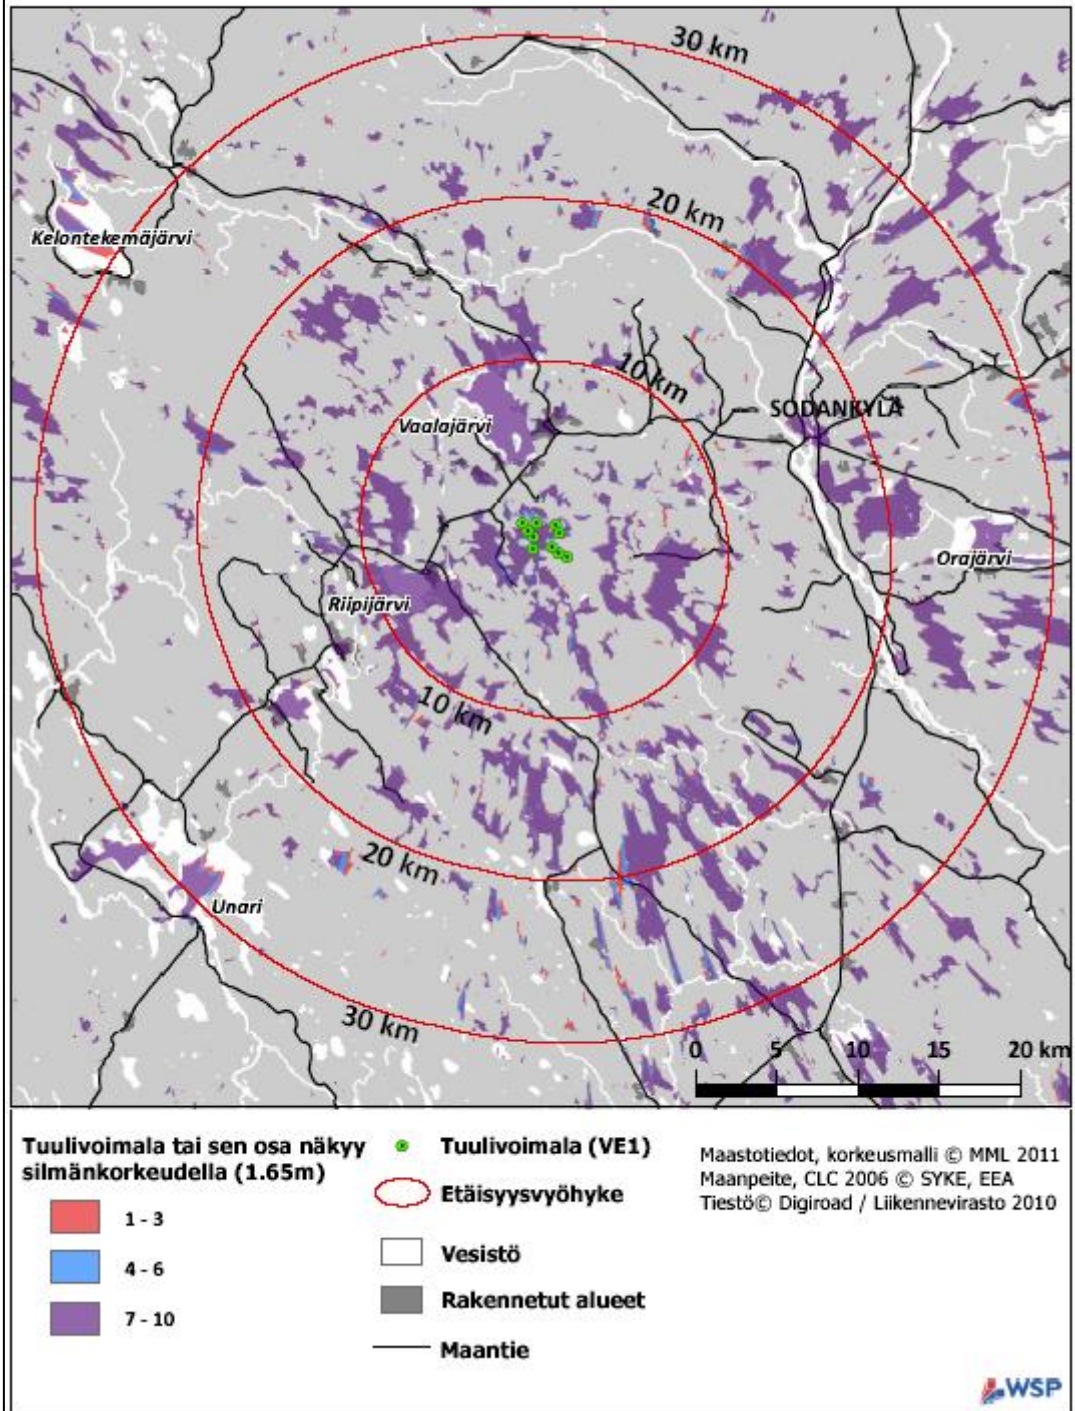 30 km
20 km
Kelontekemäjärvi
10 km
SODANKYLÄ
Vaalajärvi
Orajärvi
Riipijärvi
10 km
20 km
Unari
30 km
0 5 10 15 20 km
Tuulivoimala tai sen osa näkyy
silmänkorkeudella (1.65m)
1 - 3
4 - 6
7 - 10
Tuulivoimala (VE1)
Etäisyysvyöhyke
Vesistö
Rakennetut alueet
Maantie
Maastotiedot, korkeusmalli © MML 2011
Maanpeite, CLC 2006 © SYKE, EEA
Tiestö© Digiroad / Liikennevirasto 2010
WSP